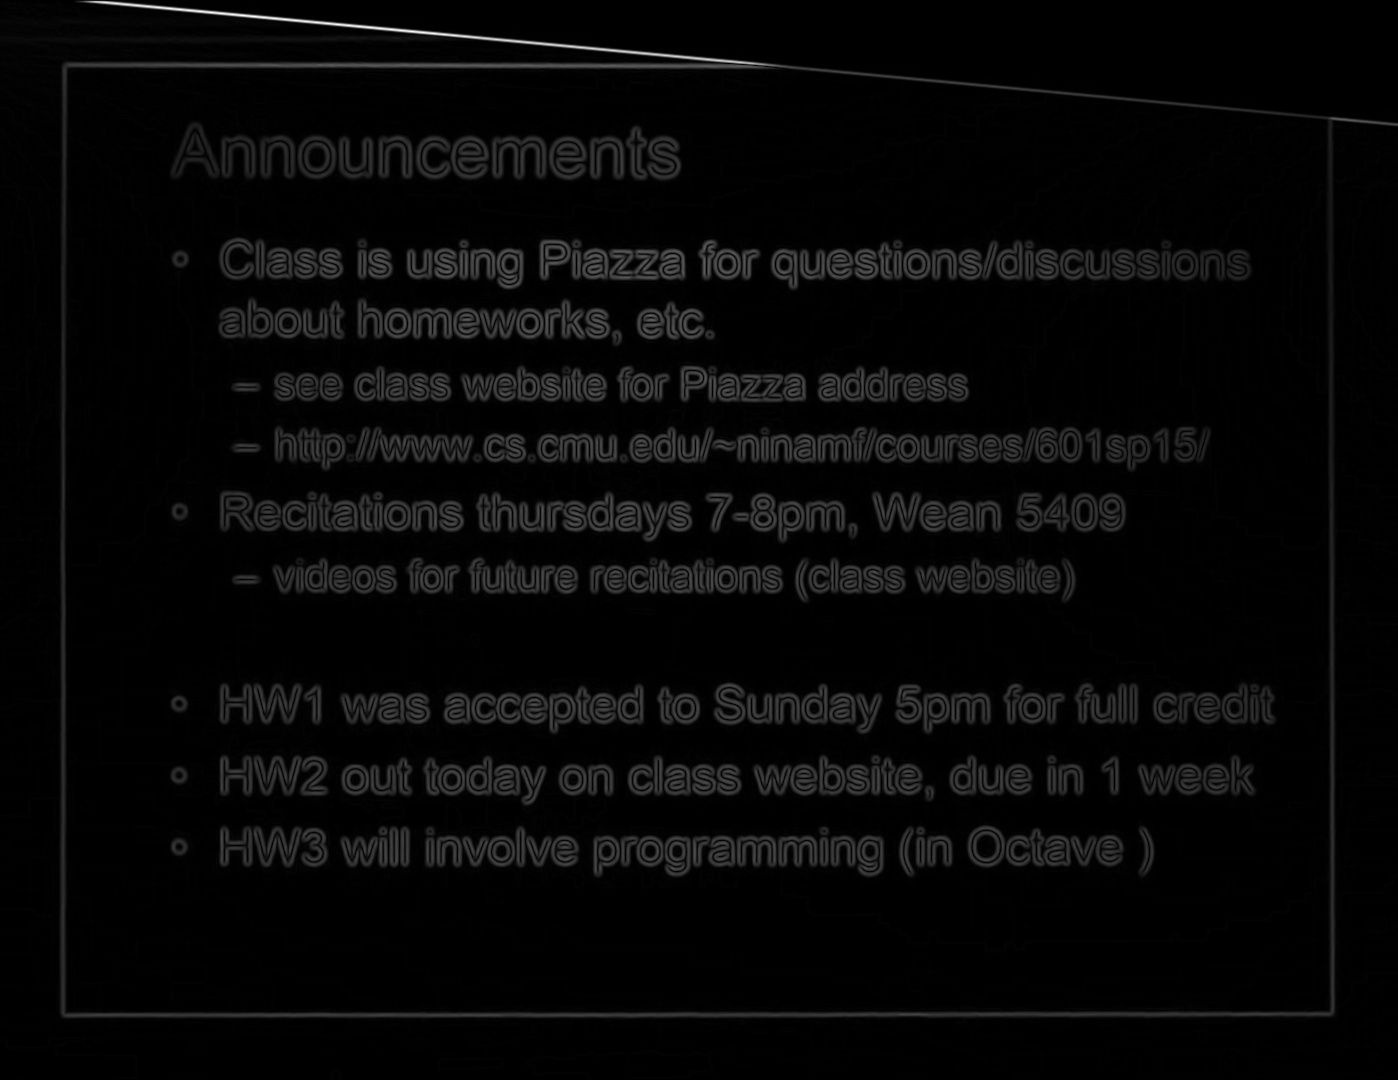 Announcements
• Class is using Piazza for questions/discussions
about homeworks, etc.
– see class website for Piazza address
– http://www.cs.cmu.edu/~ninamf/courses/601sp15/
• Recitations thursdays 7-8pm, Wean 5409
– videos for future recitations (class website)
• HW1 was accepted to Sunday 5pm for full credit
• HW2 out today on class website, due in 1 week
• HW3 will involve programming (in Octave )